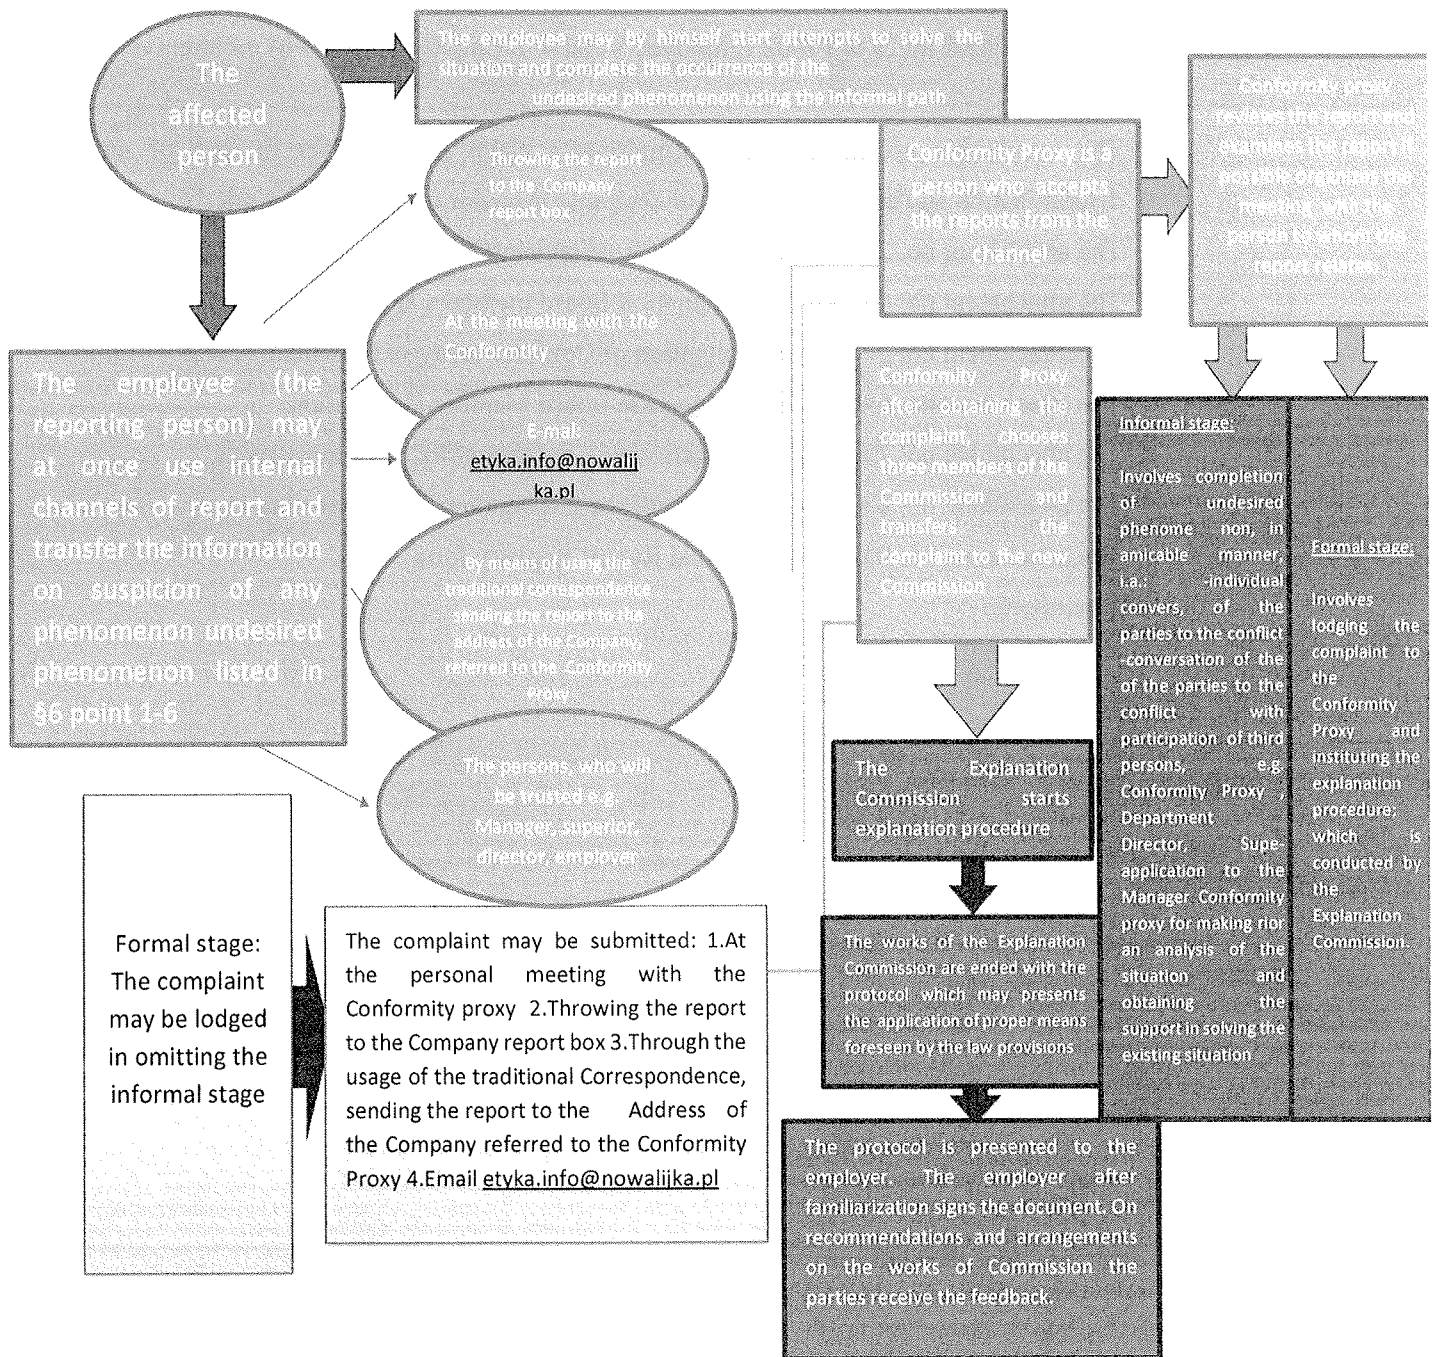 The
affected
person
The employee may by himself start attempts to solve the
situation and complete the occurrence of the
undesired phenomenon using the informal path
Throwing the report
to the Company
report box
Conformity Proxy is a
person who accepts
the reports from the
channel
Conformity proxy
reviews the report and
examines the report if
possible organizes the
meeting with the
person to whom the
report relates
At the meeting with the
Conformtity
The employee (the
reporting person) may
at once use internal
channels of report and
transfer the information
on suspicion of any
phenomenon undesired
phenomenon listed in
§6 point 1-6
E-mal:
etyka.info@nowalij
ka.pl
By means of using the
traditional correspondence
sending the report to the
address of the Company,
referred to the Conformity
Proxy
The persons, who will
be trusted e.g.
Manager, superior,
director, employer
Conformity Proxy
after obtaining the
complaint chooses
three members of the
Commission and
transfers the
complaint to the new
Commission
Informal stage:
Involves completion
of undesired
phenome non, in
amicable manner,
i.a.: -individual
convers, of the
parties to the conflict
-conversation of the
of the parties to the
conflict with
participation of third
persons, e.g.
Conformity Proxy ,
Department
Director, Supe-
application to the
Manager Conformity
proxy for making rior
an analysis of the
situation and
obtaining the
support in solving the
existing situation
Formal stage:
Involves
lodging the
complaint to
the
Conformity
Proxy and
instituting the
explanation
procedure;
which is
conducted by
the
Explanation
Commission.
The Explanation
Commission starts
explanation procedure
The works of the Explanation
Commission are ended with the
protocol which may presents
the application of proper means
foreseen by the law provisions
The protocol is presented to the
employer. The employer after
familiarization signs the document. On
recommendations and arrangements
on the works of Commission the
parties receive the feedback.
Formal stage:
The complaint
may be lodged
in omitting the
informal stage
The complaint may be submitted: 1.At
the personal meeting with the
Conformity proxy 2.Throwing the report
to the Company report box 3.Through the
usage of the traditional Correspondence,
sending the report to the Address of
the Company referred to the Conformity
Proxy 4.Email etyka.info@nowalijka.pl